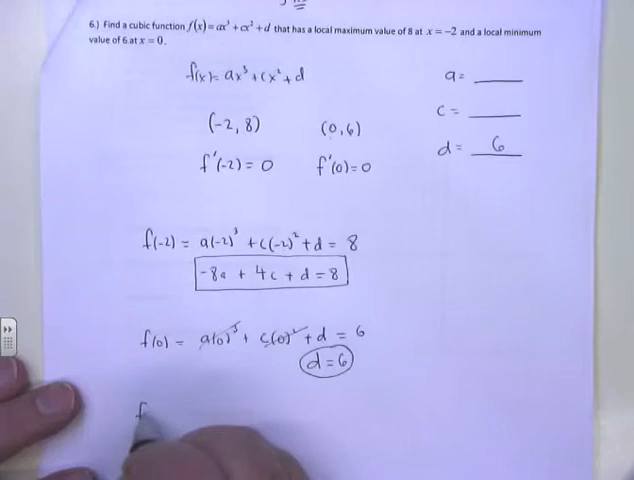 6.) Find a cubic function f(x) = ax³ + cx² + d that has a local maximum value of 8 at x = −2 and a local minimum
value of 6 at x = 0.
f(x) = ax³ + cx² + d
a = ____
c = ____
d = 6
(-2, 8)
(0, 6)
f'(-2) = 0
f'(0) = 0
f(-2) = a(-2)³ + c(-2)² + d = 8
-8a + 4c + d = 8
f(0) = a(0)³ + c(0)² + d = 6
d = 6
f